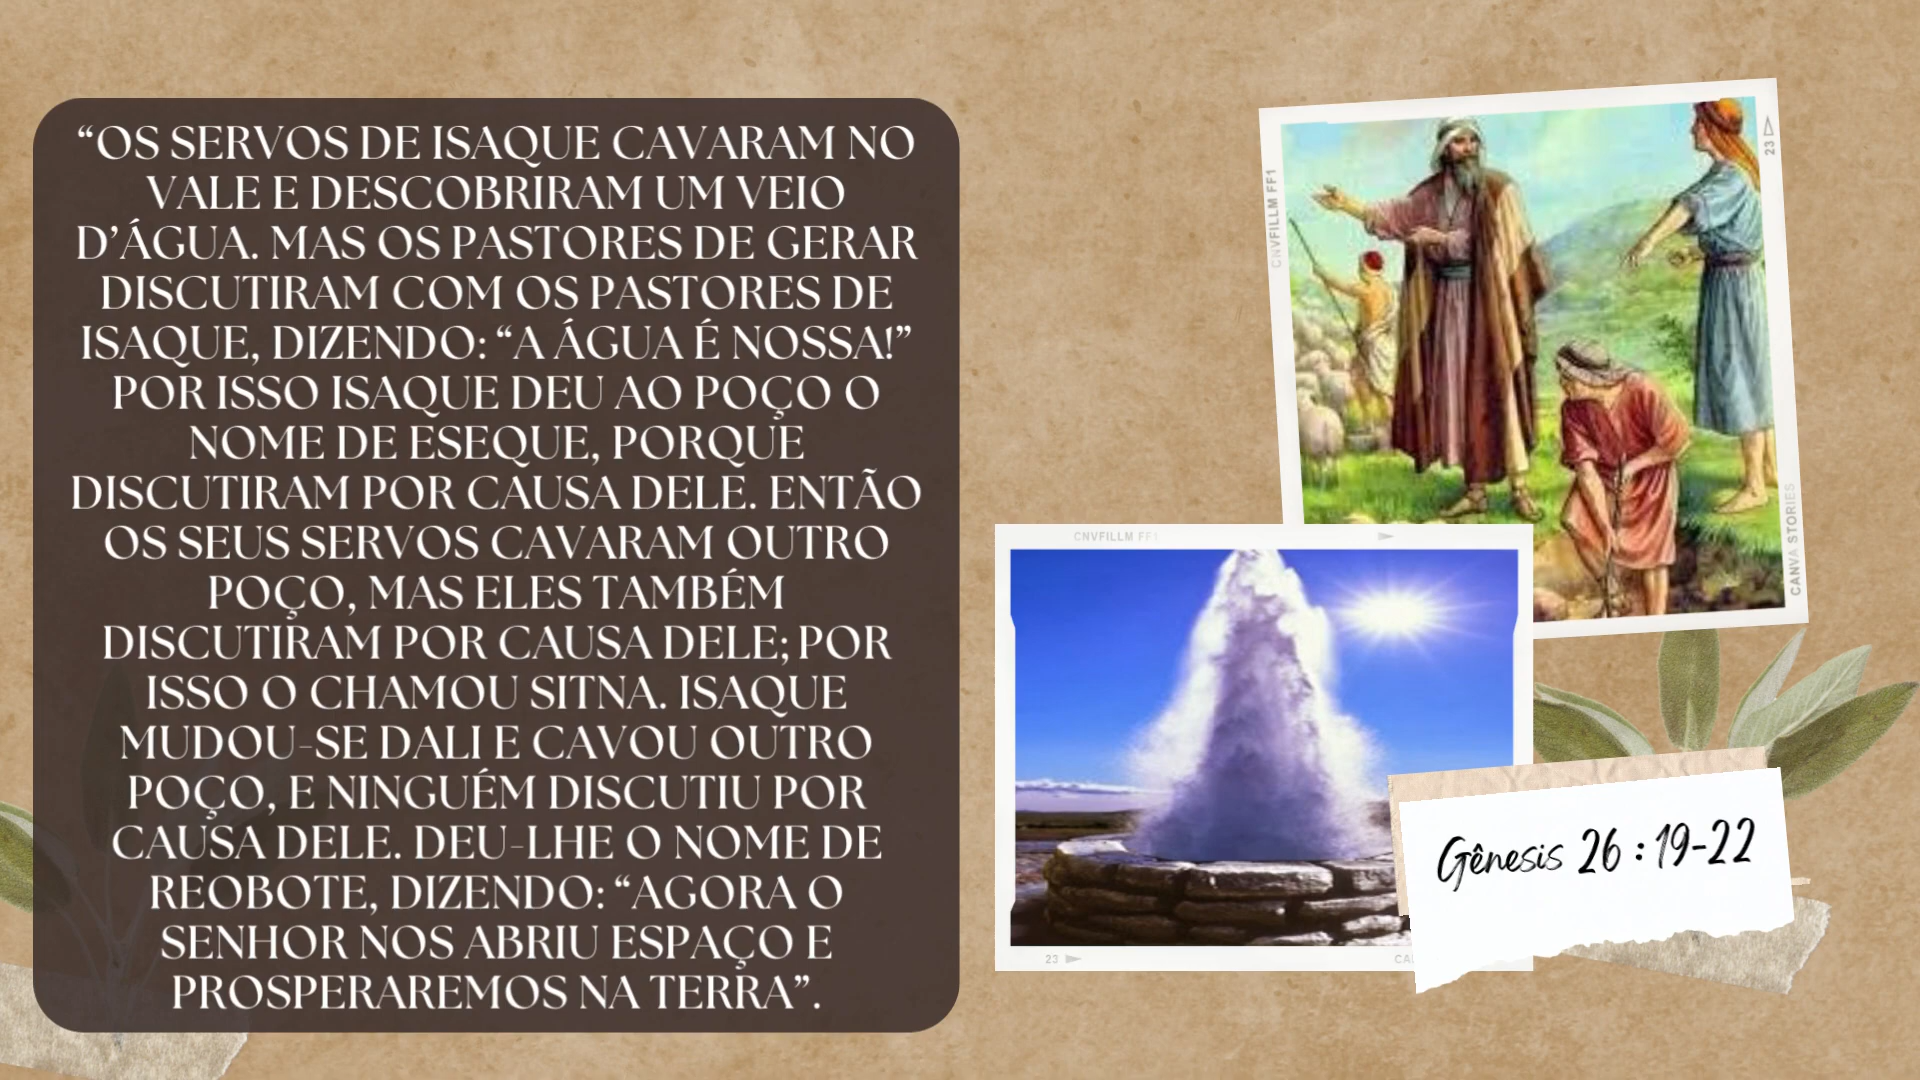 “OS SERVOS DE ISAQUE CAVARAM NO
VALE E DESCOBRIRAM UM VEIO
D’ÁGUA. MAS OS PASTORES DE GERAR
DISCUTIRAM COM OS PASTORES DE
ISAQUE, DIZENDO: “A ÁGUA É NOSSA!”
POR ISSO ISAQUE DEU AO POÇO O
NOME DE ESEQUE, PORQUE
DISCUTIRAM POR CAUSA DELE. ENTÃO
OS SEUS SERVOS CAVARAM OUTRO
POÇO, MAS ELES TAMBÉM
DISCUTIRAM POR CAUSA DELE; POR
ISSO O CHAMOU SITNA. ISAQUE
MUDOU-SE DALI E CAVOU OUTRO
POÇO, E NINGUÉM DISCUTIU POR
CAUSA DELE. DEU-LHE O NOME DE
REOBOTE, DIZENDO: “AGORA O
SENHOR NOS ABRIU ESPAÇO E
PROSPERAREMOS NA TERRA”.
CNVFILLM FF1
23
CANVA STORIES
CNVFILLM FF1
23
Gênesis 26 : 19-22